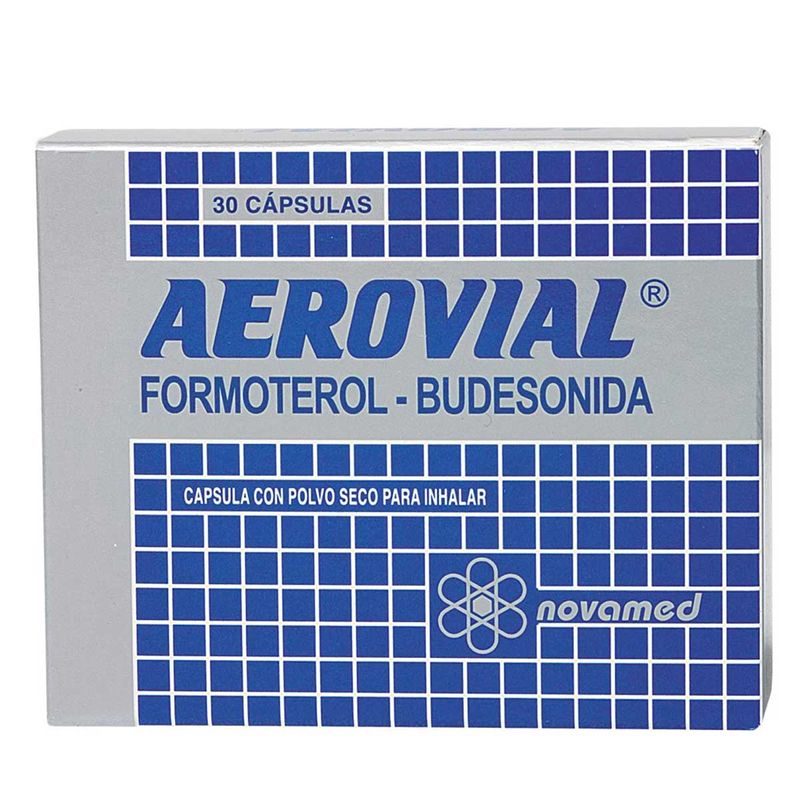 30 CÁPSULAS
AEROVIAL®
FORMOTEROL - BUDESONIDA
CAPSULA CON POLVO SECO PARA INHALAR
novamed